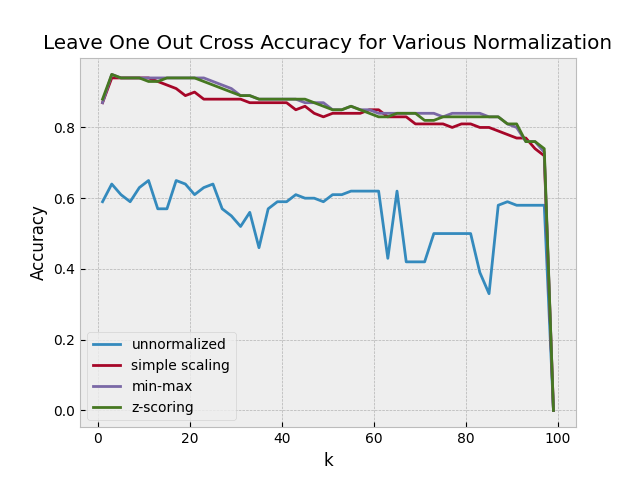 Leave One Out Cross Accuracy for Various Normalization
Accuracy
0.8
0.6
0.4
0.2
0.0
unnormalized
simple scaling
min-max
z-scoring
0 20 40 60 80 100
k